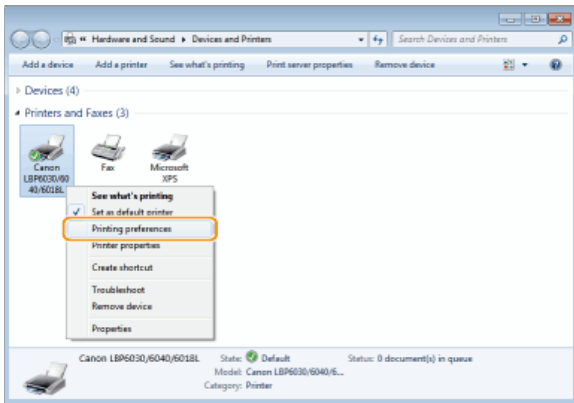 « Hardware and Sound ▸ Devices and Printers
Search Devices and Printers
Add a device Add a printer See what's printing Print server properties Remove device
Devices (4)
Printers and Faxes (3)
Canon
LBP6030/60
40/6018L
Fax
Microsoft
XPS
See what's printing
Set as default printer
Printing preferences
Printer properties
Create shortcut
Troubleshoot
Remove device
Properties
Canon LBP6030/6040/6018L State: Default Status: 0 document(s) in queue
Model: Canon LBP6030/6040/6...
Category: Printer